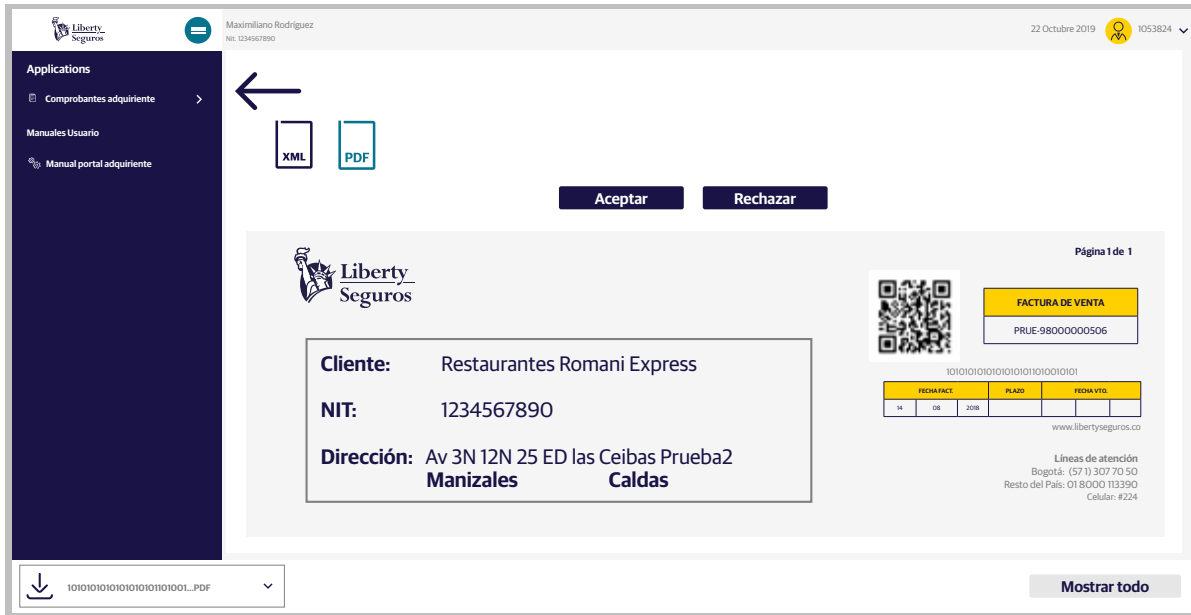 Liberty
Seguros
Maximiliano Rodríguez
Nit. 1234567890
22 Octubre 2019
1053824
Applications
Comprobantes adquiriente
Manuales Usuario
Manual portal adquiriente
XML
PDF
Aceptar
Rechazar
Liberty
Seguros
Página 1 de 1
FACTURA DE VENTA
PRUE-98000000506
Cliente: Restaurantes Romani Express
NIT: 1234567890
Dirección: Av 3N 12N 25 ED las Ceibas Prueba2
Manizales Caldas
10101010101010101011010010101
FECHA FACT. PLAZO FECHA VTO.
14 08 2018
www.libertyseguros.co
Líneas de atención
Bogotá: (57 1) 307 70 50
Resto del País: 01 8000 113390
Celular: #224
1010101010101010101101001...PDF
Mostrar todo